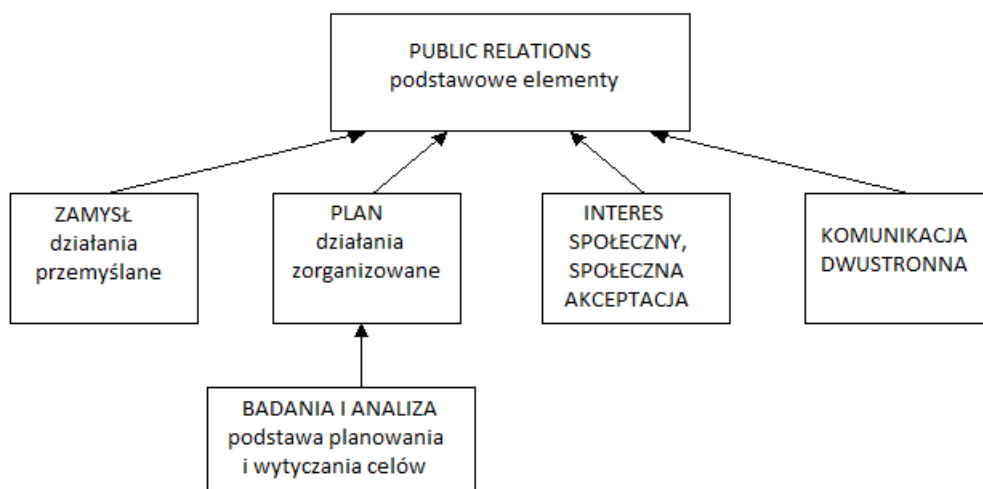 PUBLIC RELATIONS
podstawowe elementy
ZAMYSŁ
działania
przemyślane
PLAN
działania
zorganizowane
INTERES
SPOŁECZNY,
SPOŁECZNA
AKCEPTACJA
KOMUNIKACJA
DWUSTRONNA
BADANIA I ANALIZA
podstawa planowania
i wytyczania celów